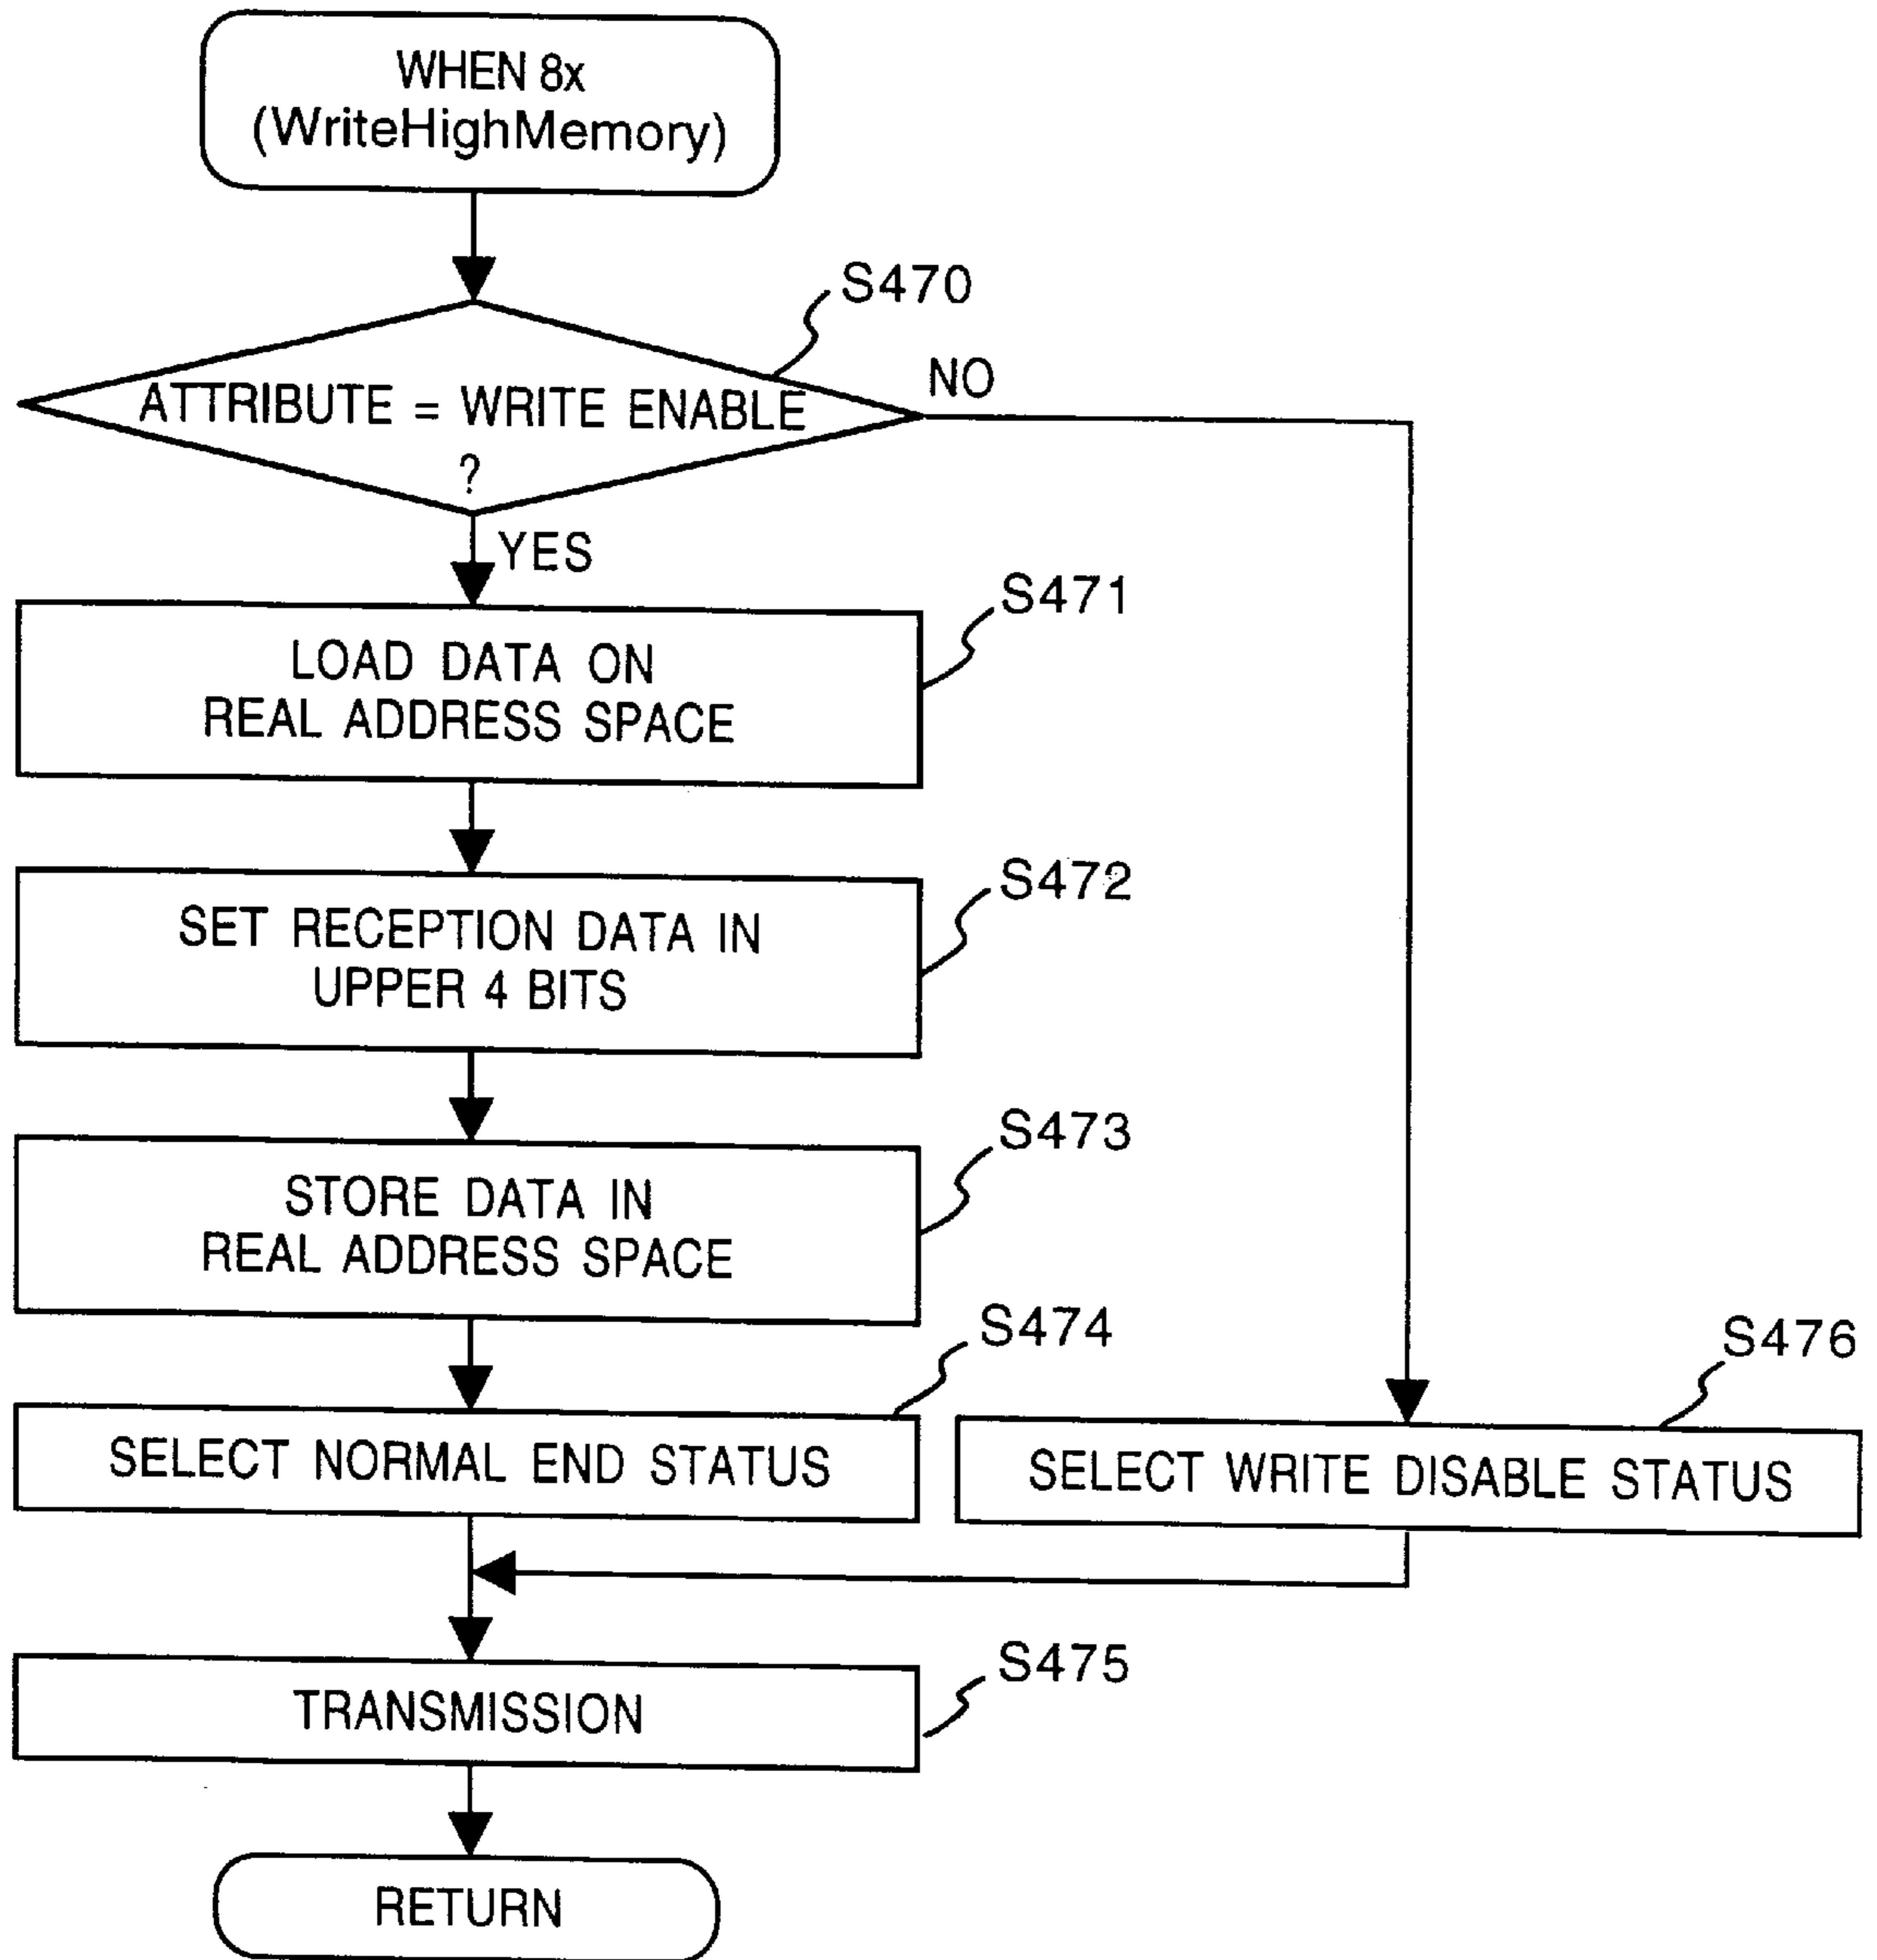 WHEN 8x
(WriteHighMemory)
S470
ATTRIBUTE = WRITE ENABLE
?
NO
YES
S471
LOAD DATA ON
REAL ADDRESS SPACE
S472
SET RECEPTION DATA IN
UPPER 4 BITS
S473
STORE DATA IN
REAL ADDRESS SPACE
S474
SELECT NORMAL END STATUS
S476
SELECT WRITE DISABLE STATUS
S475
TRANSMISSION
RETURN